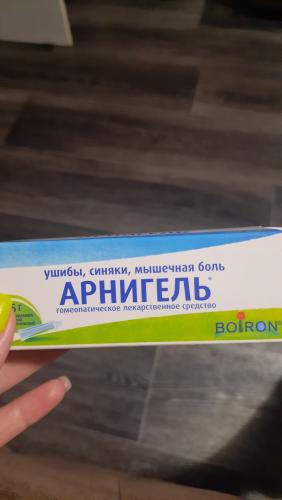 ушибы, синяки, мышечная боль
АРНИГЕЛЬ®
гомеопатическое лекарственное средство
BOIRON®